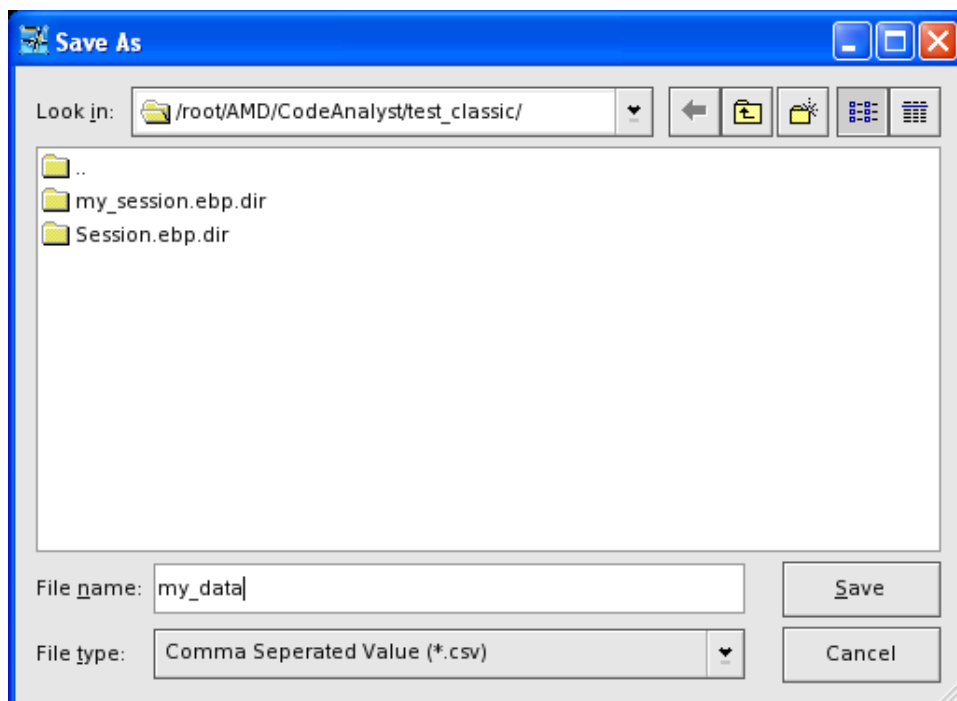 Save As
Look in: /root/AMD/CodeAnalyst/test_classic/
..
my_session.ebp.dir
Session.ebp.dir
File name: my_data Save
File type: Comma Seperated Value (*.csv) Cancel